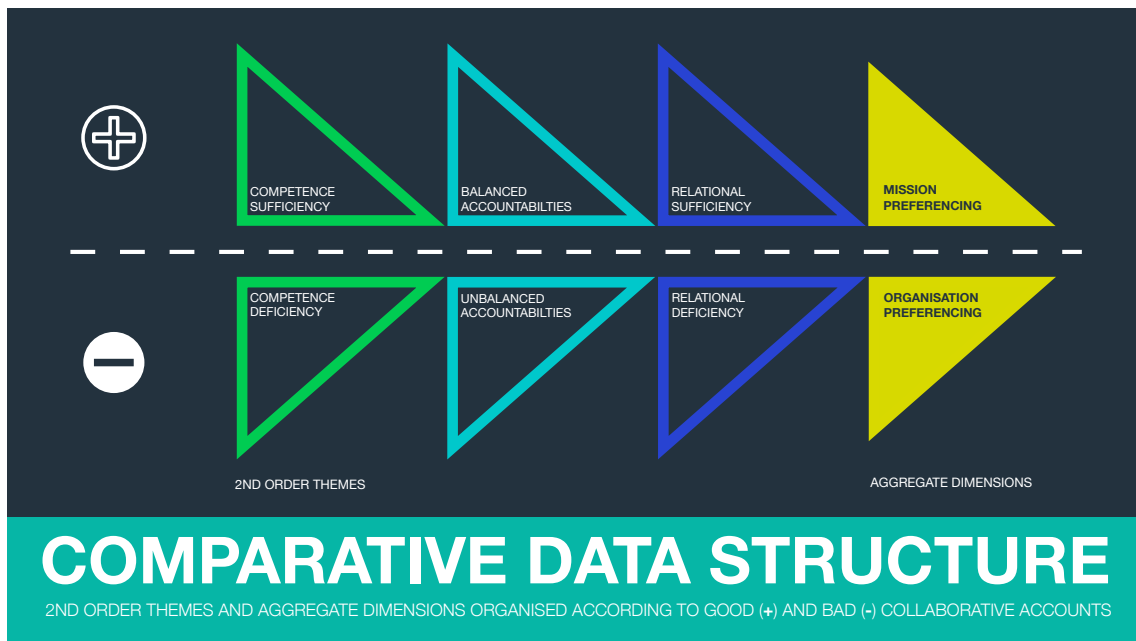 COMPETENCE
SUFFICIENCY
BALANCED
ACCOUNTABILTIES
RELATIONAL
SUFFICIENCY
MISSION
PREFERENCING
COMPETENCE
DEFICIENCY
UNBALANCED
ACCOUNTABILTIES
RELATIONAL
DEFICIENCY
ORGANISATION
PREFERENCING
2ND ORDER THEMES
AGGREGATE DIMENSIONS
COMPARATIVE DATA STRUCTURE
2ND ORDER THEMES AND AGGREGATE DIMENSIONS ORGANISED ACCORDING TO GOOD (+) AND BAD (-) COLLABORATIVE ACCOUNTS